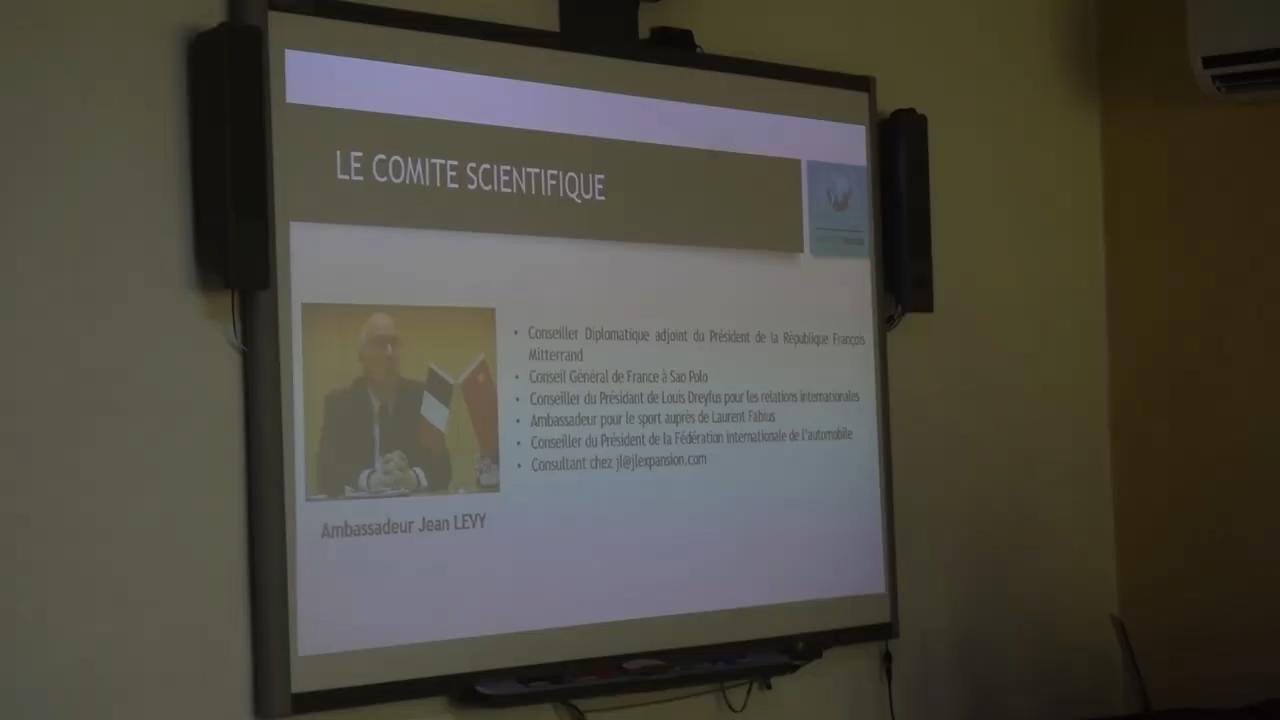 LE COMITE SCIENTIFIQUE
• Conseiller Diplomatique adjoint du Président de la République François
Mitterrand
• Conseil Général de France à Sao Polo
• Conseiller du Présidant de Louis Dreyfus pour les relations internationales
• Ambassadeur pour le sport auprès de Laurent Fabius
• Conseiller du Président de la Fédération internationale de l'automobile
• Consultant chez jl@jlexpansion.com
Ambassadeur Jean LEVY